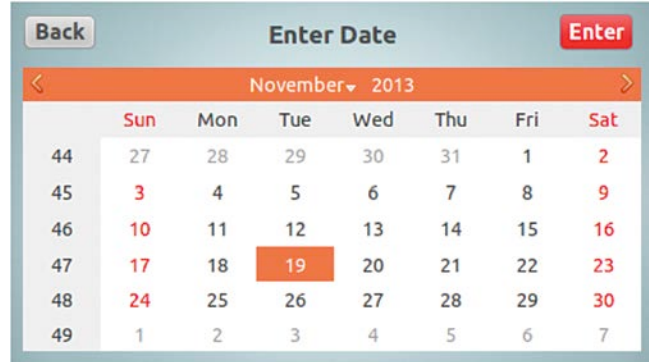 Back Enter Date Enter
November 2013
Sun Mon Tue Wed Thu Fri Sat
44 27 28 29 30 31 1 2
45 3 4 5 6 7 8 9
46 10 11 12 13 14 15 16
47 17 18 19 20 21 22 23
48 24 25 26 27 28 29 30
49 1 2 3 4 5 6 7